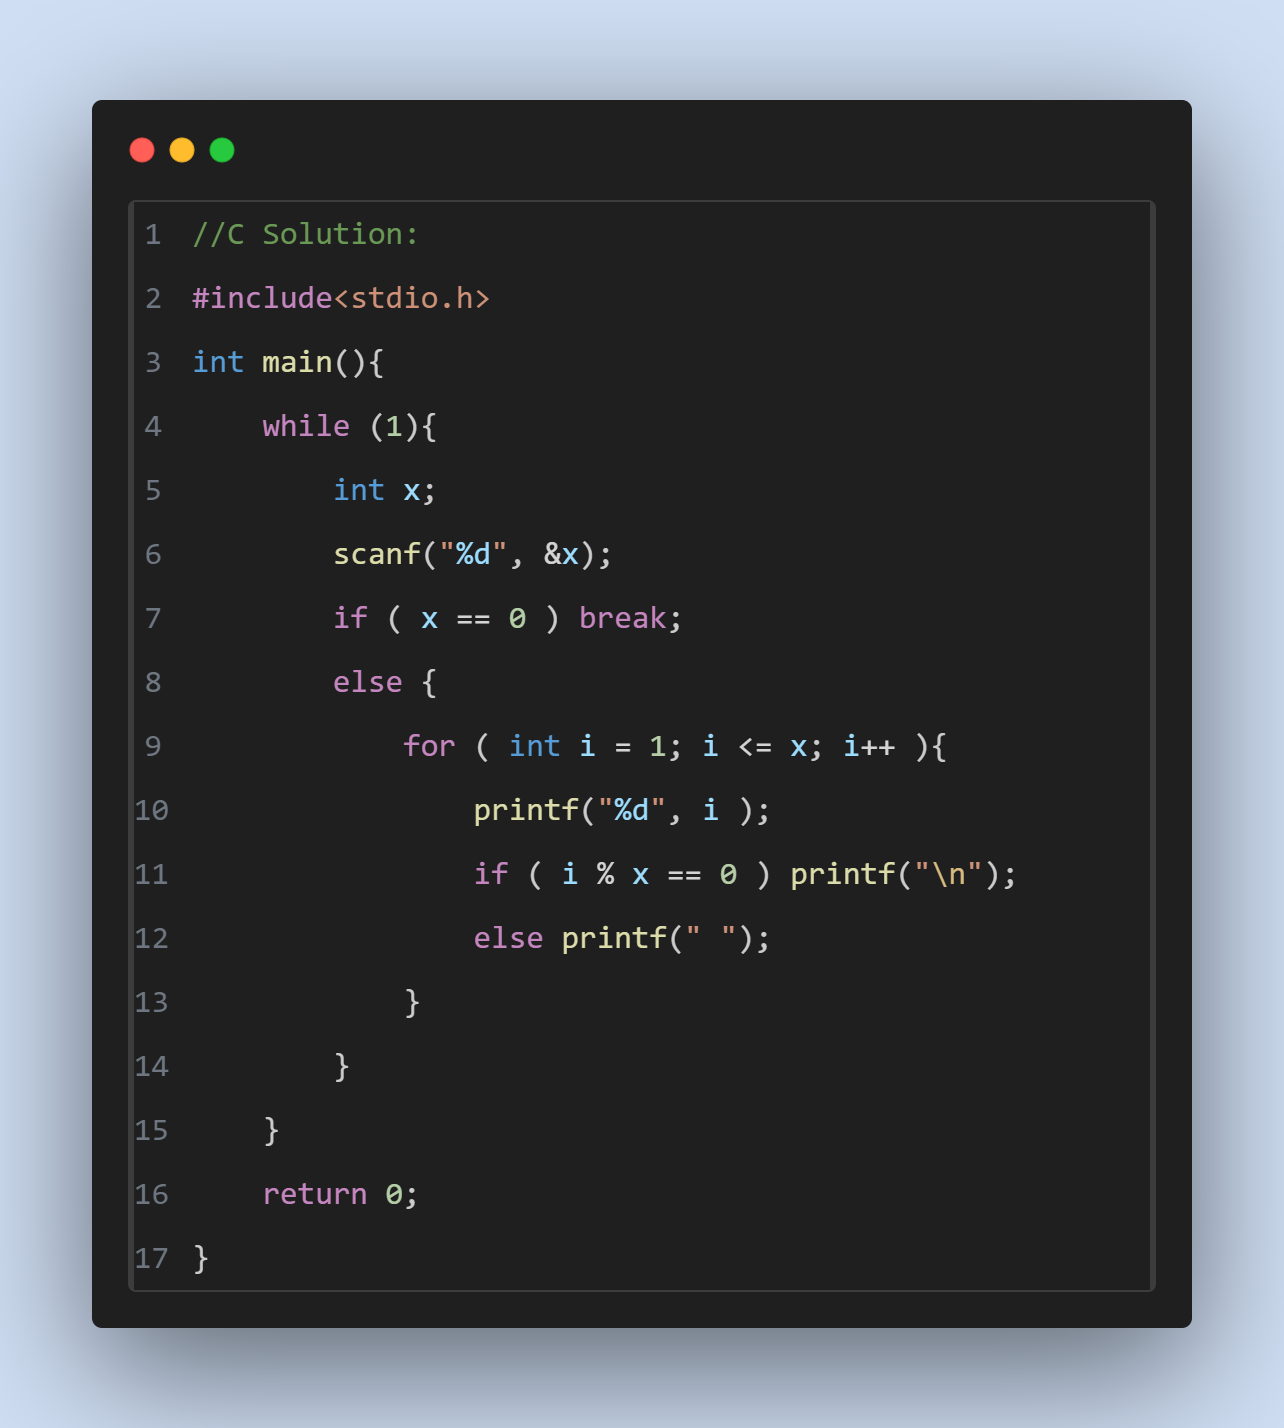 1 //C Solution:
2 #include<stdio.h>
3 int main(){
4     while (1){
5         int x;
6         scanf("%d", &x);
7         if ( x == 0 ) break;
8         else {
9             for ( int i = 1; i <= x; i++ ){
10                 printf("%d", i );
11                 if ( i % x == 0 ) printf("\n");
12                 else printf(" ");
13             }
14         }
15     }
16     return 0;
17 }